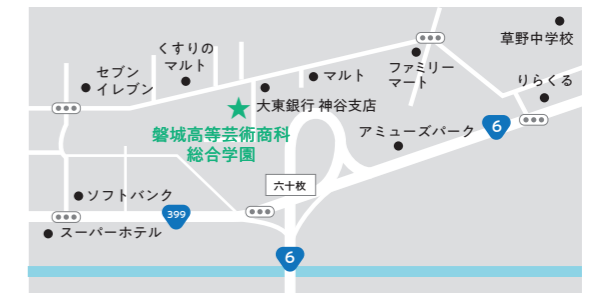 草野中学校
くすりの
マルト
セブン
イレブン
マルト
ファミリー
マート
りらくる
大東銀行 神谷支店
アミューズパーク
6
磐城高等芸術商科
総合学園
六十枚
ソフトバンク
399
スーパーホテル
6